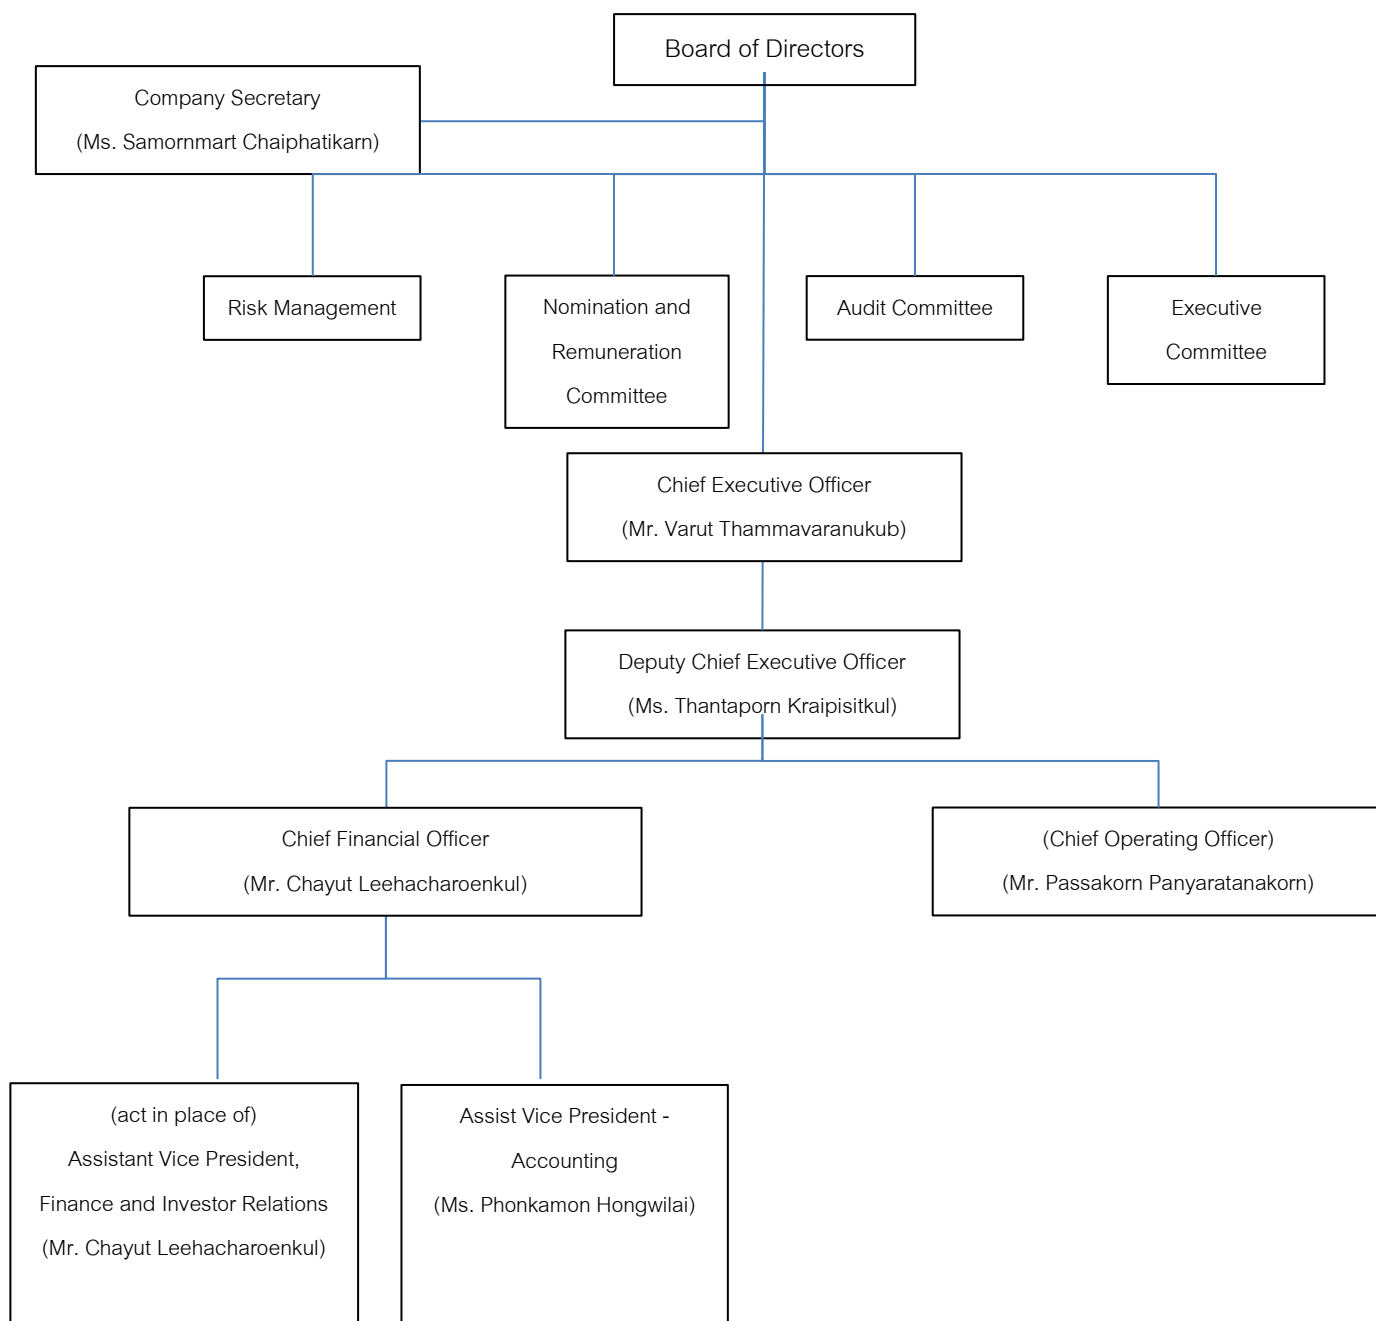 Board of Directors
Company Secretary
(Ms. Samornmart Chaiphatikarn)
Risk Management
Nomination and
Remuneration
Committee
Audit Committee
Executive
Committee
Chief Executive Officer
(Mr. Varut Thammavaranukub)
Deputy Chief Executive Officer
(Ms. Thantaporn Kraipisitkul)
Chief Financial Officer
(Mr. Chayut Leehacharoenkul)
(Chief Operating Officer)
(Mr. Passakorn Panyaratanakorn)
(act in place of)
Assistant Vice President,
Finance and Investor Relations
(Mr. Chayut Leehacharoenkul)
Assist Vice President -
Accounting
(Ms. Phonkamon Hongwilai)